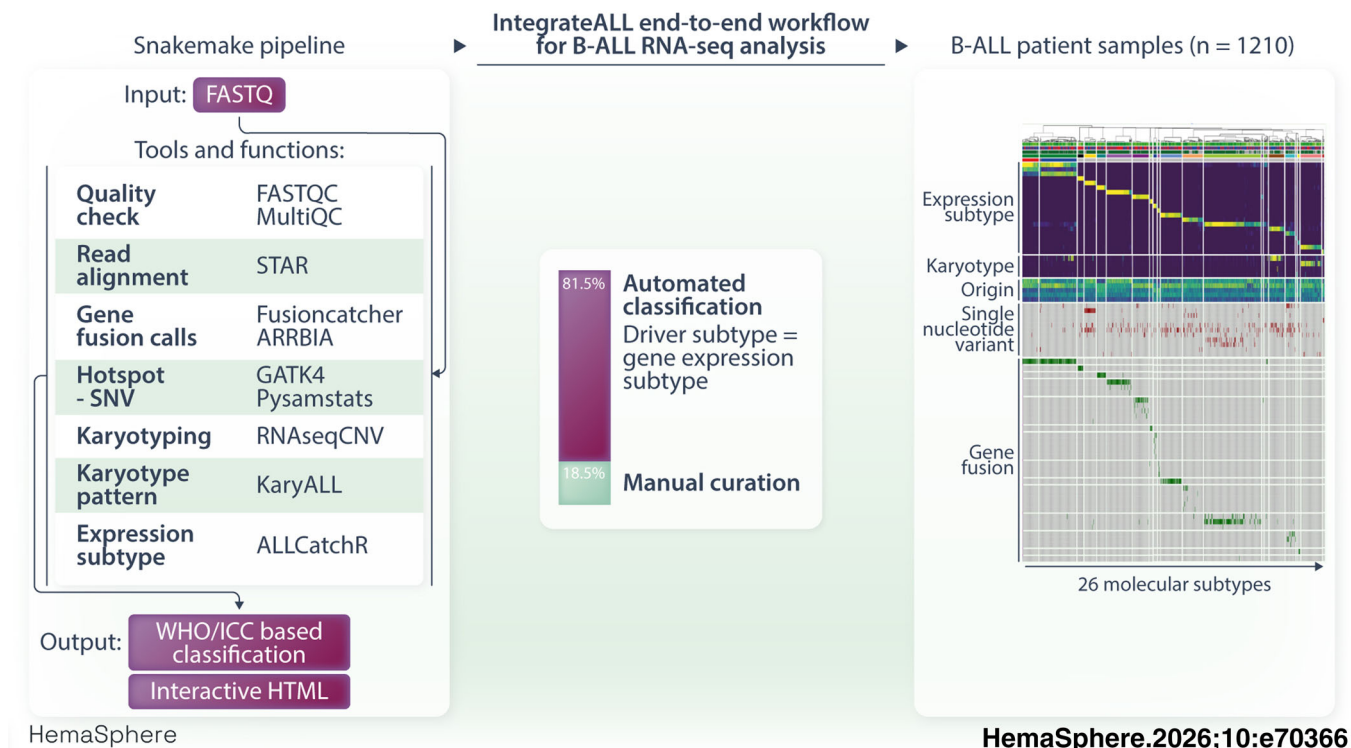 Snakemake pipeline
IntegrateALL end-to-end workflow
for B-ALL RNA-seq analysis
B-ALL patient samples (n = 1210)
Input: FASTQ
Tools and functions:
Quality
check
FASTQC
MultiQC
Read
alignment
STAR
Gene
fusion calls
Fusioncatcher
ARRBIA
Hotspot
- SNV
GATK4
Pysamstats
Karyotyping
RNAseqCNV
Karyotype
pattern
KaryALL
Expression
subtype
ALLCatchR
Output:
WHO/ICC based
classification
Interactive HTML
81.5%
Automated
classification
Driver subtype =
gene expression
subtype
18.5%
Manual curation
Expression
subtype
Karyotype
Origin
Single
nucleotide
variant
Gene
fusion
26 molecular subtypes
HemaSphere
HemaSphere.2026:10:e70366